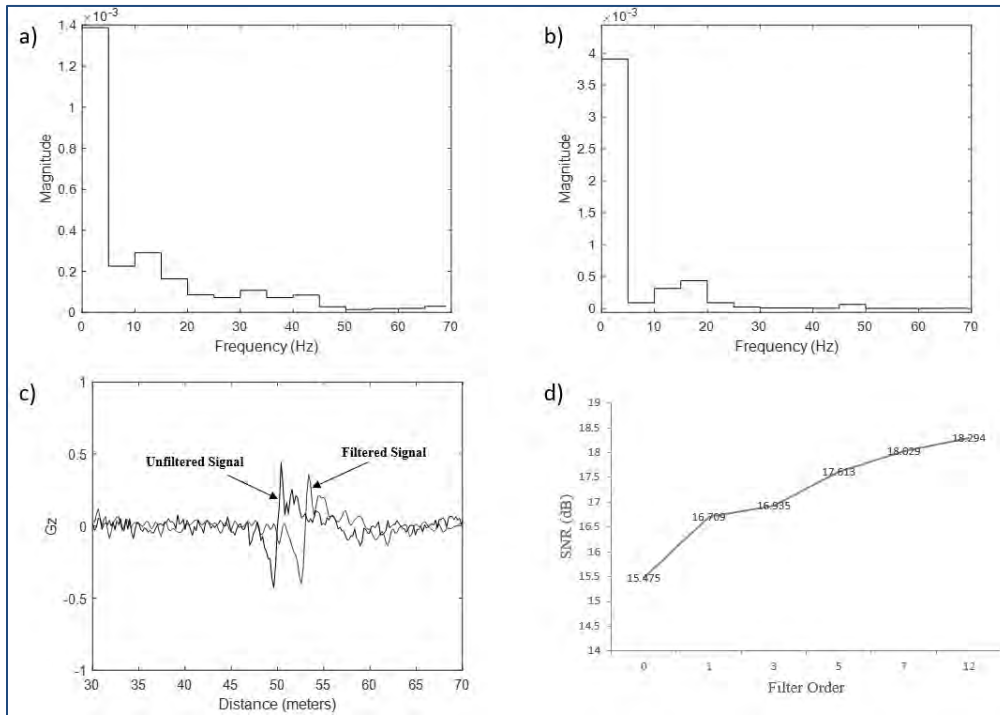 a)
×10⁻³
1.4
1.2
1
0.8
0.6
0.4
0.2
0
Magnitude
0 10 20 30 40 50 60 70
Frequency (Hz)
b)
×10⁻³
4
3.5
3
2.5
2
1.5
1
0.5
0
Magnitude
0 10 20 30 40 50 60 70
Frequency (Hz)
c)
1
0.5
0
-0.5
-1
Gz
Unfiltered Signal
Filtered Signal
30 35 40 45 50 55 60 65 70
Distance (meters)
d)
19
18.5
18
17.5
17
16.5
16
15.5
15
14.5
14
SNR (dB)
15.475
16.709
16.935
17.613
18.029
18.294
0 1 3 5 7 12
Filter Order